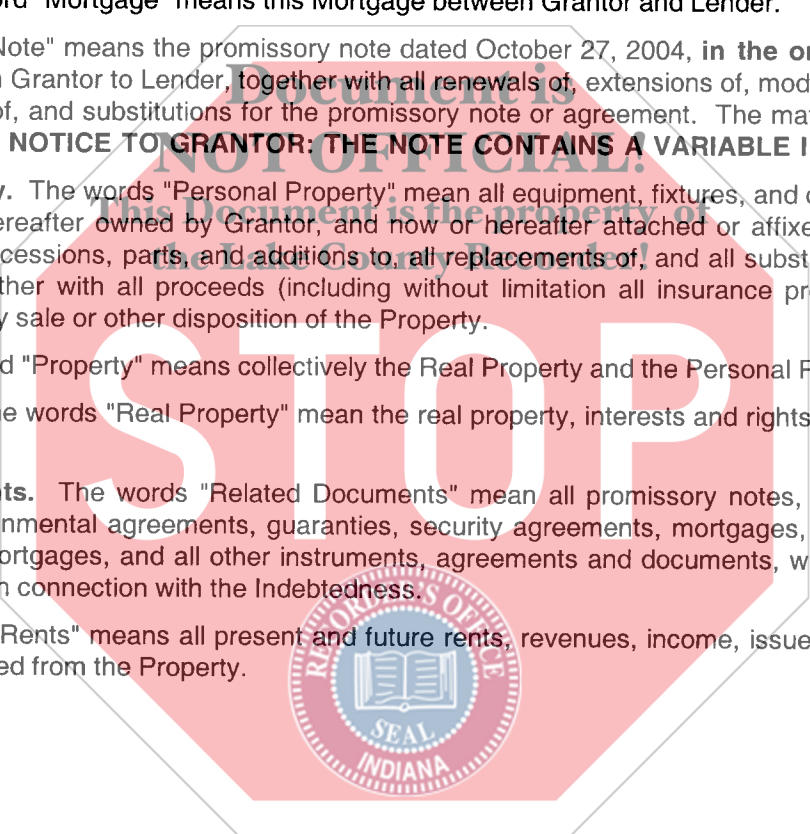 ord "Mortgage" means this Mortgage between Grantor and Lender.
Note" means the promissory note dated October 27, 2004, in the or
Grantor to Lender, together with all renewals of, extensions of, mod
of, and substitutions for the promissory note or agreement. The mat
NOTICE TO GRANTOR: THE NOTE CONTAINS A VARIABLE I
y. The words "Personal Property" mean all equipment, fixtures, and
ereafter owned by Grantor, and now or hereafter attached or affixe
cessions, parts, and additions to, all replacements of, and all subst
ther with all proceeds (including without limitation all insurance pr
y sale or other disposition of the Property.
d "Property" means collectively the Real Property and the Personal P
e words "Real Property" mean the real property, interests and rights
ts. The words "Related Documents" mean all promissory notes,
nmental agreements, guaranties, security agreements, mortgages,
ortgages, and all other instruments, agreements and documents, w
n connection with the Indebtedness.
Rents" means all present and future rents, revenues, income, issue
ed from the Property.
Document is
NOT OFFICIAL!
This Document is the property of
the Lake County Recorder!
STOP
RECORDER'S OFFICE
SEAL
INDIANA